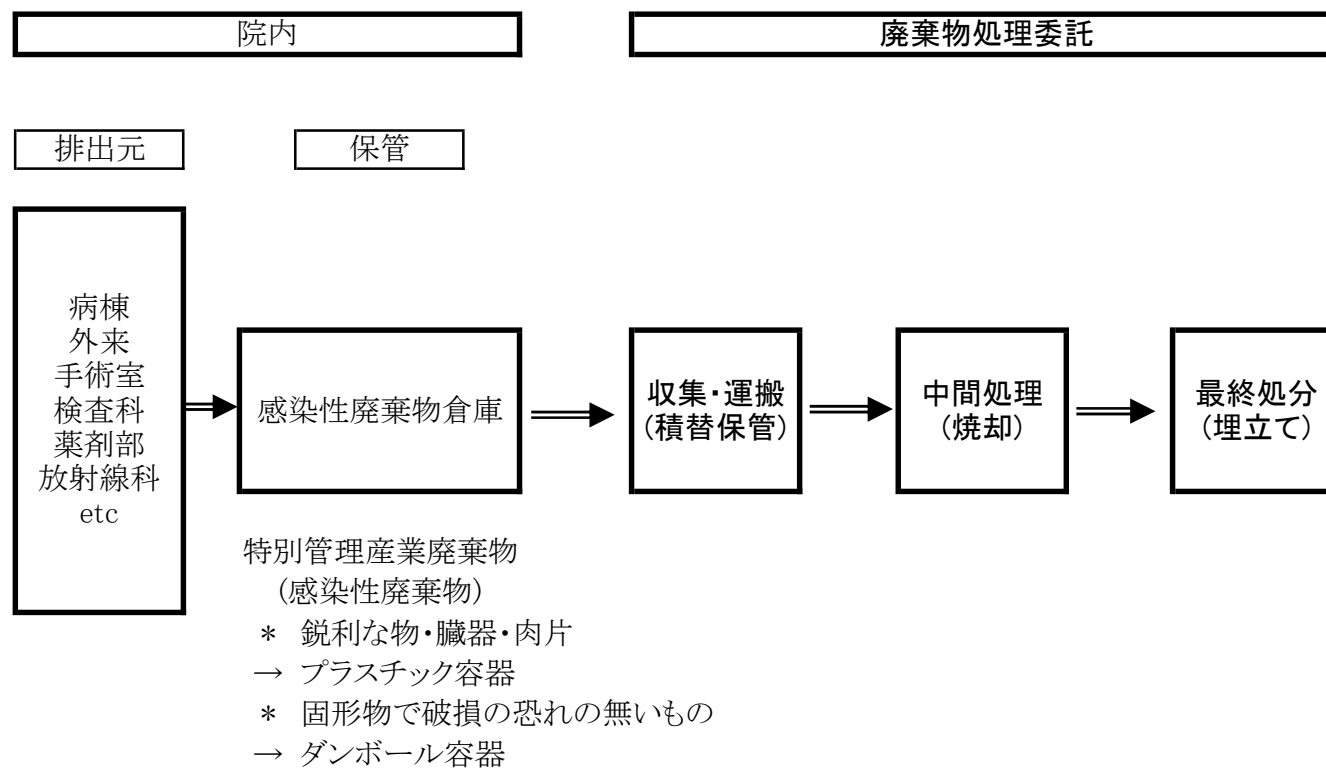 院内
廃棄物処理委託
排出元
保管
病棟
外来
手術室
検査科
薬剤部
放射線科
etc
感染性廃棄物倉庫
収集・運搬
(積替保管)
中間処理
(焼却)
最終処分
(埋立て)
特別管理産業廃棄物
(感染性廃棄物)
* 鋭利な物・臓器・肉片
→ プラスチック容器
* 固形物で破損の恐れの無いもの
→ ダンボール容器